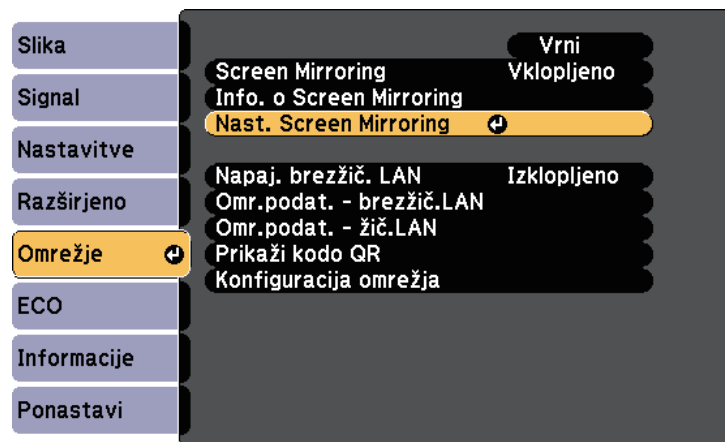 Slika
Signal
Nastavitve
Razširjeno
Omrežje
ECO
Informacije
Ponastavi
Vrni
Screen Mirroring Vklopljeno
Info. o Screen Mirroring
Nast. Screen Mirroring
Napaj. brezžič. LAN Izklopljeno
Omr.podat. - brezžič.LAN
Omr.podat. - žič.LAN
Prikaži kodo QR
Konfiguracija omrežja